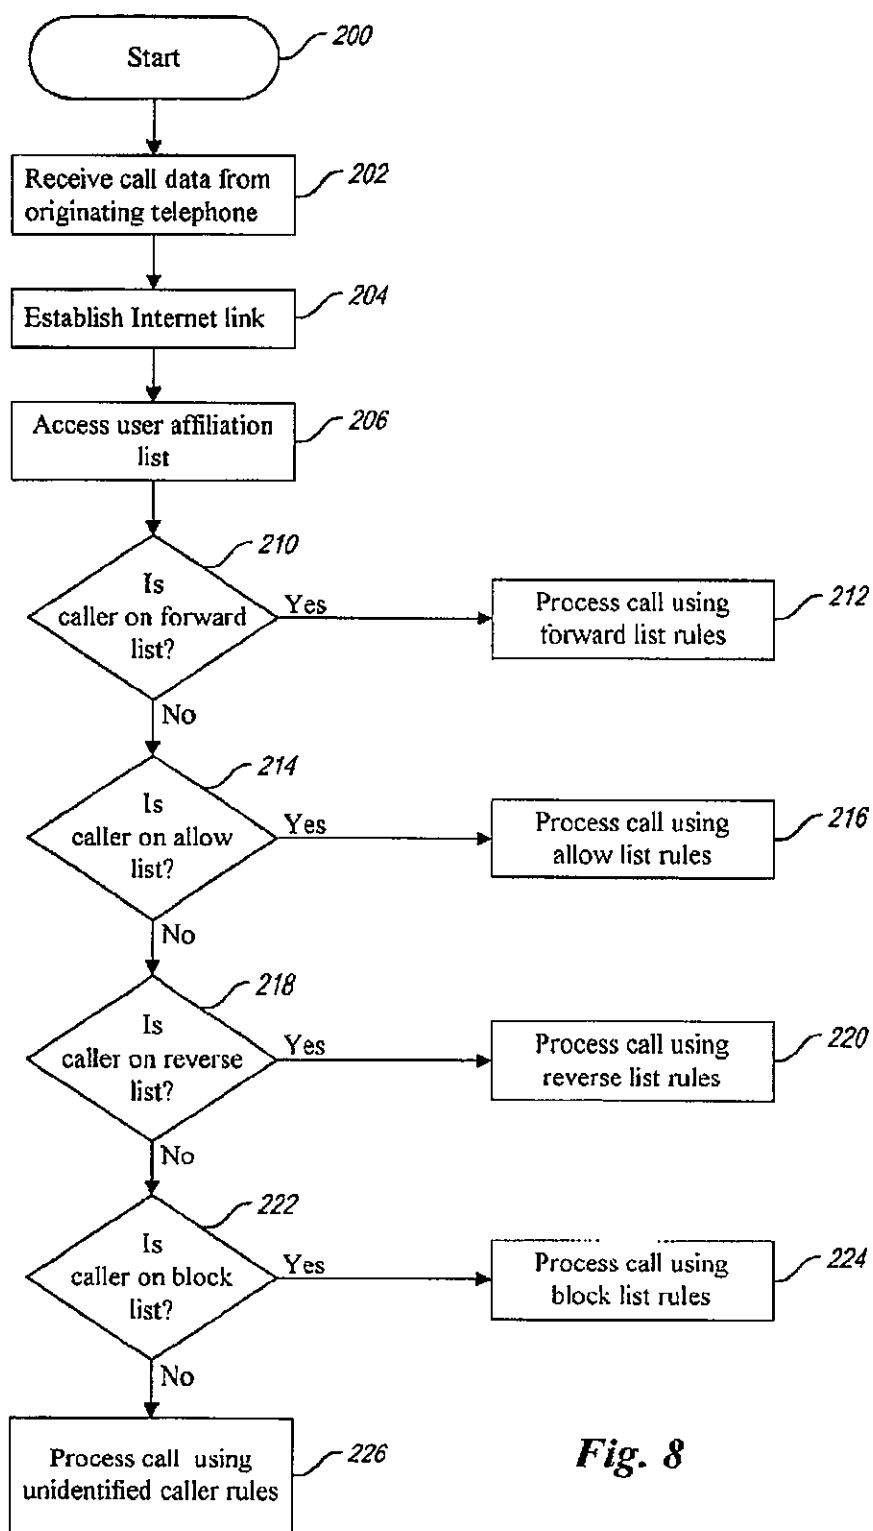 Start
200
Receive call data from
originating telephone
202
Establish Internet link
204
Access user affiliation
list
206
Is
caller on forward
list?
210
Yes
Process call using
forward list rules
212
No
Is
caller on allow
list?
214
Yes
Process call using
allow list rules
216
No
Is
caller on reverse
list?
218
Yes
Process call using
reverse list rules
220
No
Is
caller on block
list?
222
Yes
Process call using
block list rules
224
No
Process call using
unidentified caller rules
226
Fig. 8